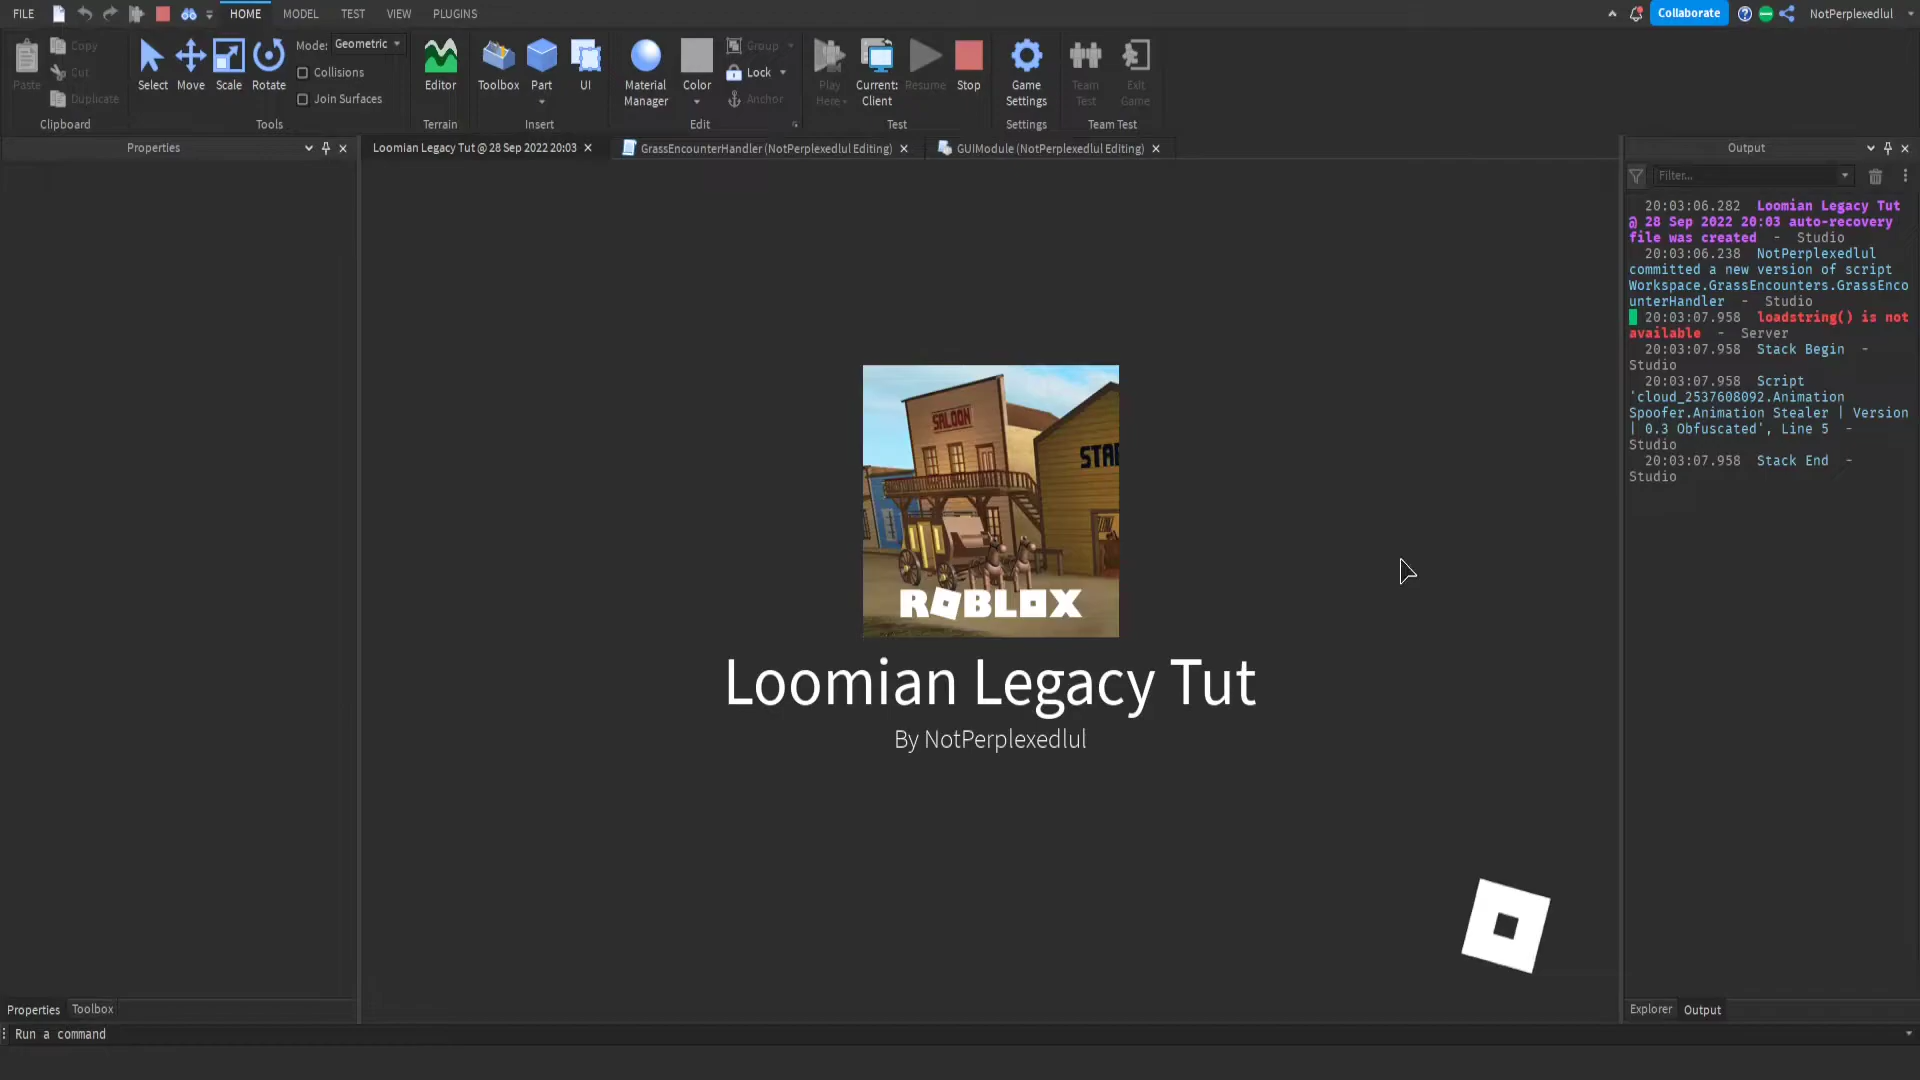 FILE
HOME
MODEL
TEST
VIEW
PLUGINS
Collaborate
NotPerplexedlul
Paste
Copy
Cut
Duplicate
Clipboard
Select
Move
Scale
Rotate
Mode: Geometric
Collisions
Join Surfaces
Tools
Editor
Terrain
Toolbox
Part
UI
Insert
Material
Manager
Color
Group
Lock
Anchor
Edit
Play
Here
Current:
Client
Resume
Stop
Test
Game
Settings
Settings
Team
Test
Exit
Game
Team Test
Properties
Loomian Legacy Tut @ 28 Sep 2022 20:03
GrassEncounterHandler (NotPerplexedlul Editing)
GUIModule (NotPerplexedlul Editing)
Output
Filter...
20:03:06.282 Loomian Legacy Tut
@ 28 Sep 2022 20:03 auto-recovery
file was created - Studio
20:03:06.238 NotPerplexedlul
committed a new version of script
Workspace.GrassEncounters.GrassEnco
unterHandler - Studio
20:03:07.958 loadstring() is not
available - Server
20:03:07.958 Stack Begin -
Studio
20:03:07.958 Script
'cloud_2537608092.Animation
Spoofer.Animation Stealer | Version
| 0.3 Obfuscated', Line 5 -
Studio
20:03:07.958 Stack End -
Studio
SALOON
STA
ROBLOX
Loomian Legacy Tut
By NotPerplexedlul
Properties
Toolbox
Explorer
Output
Run a command